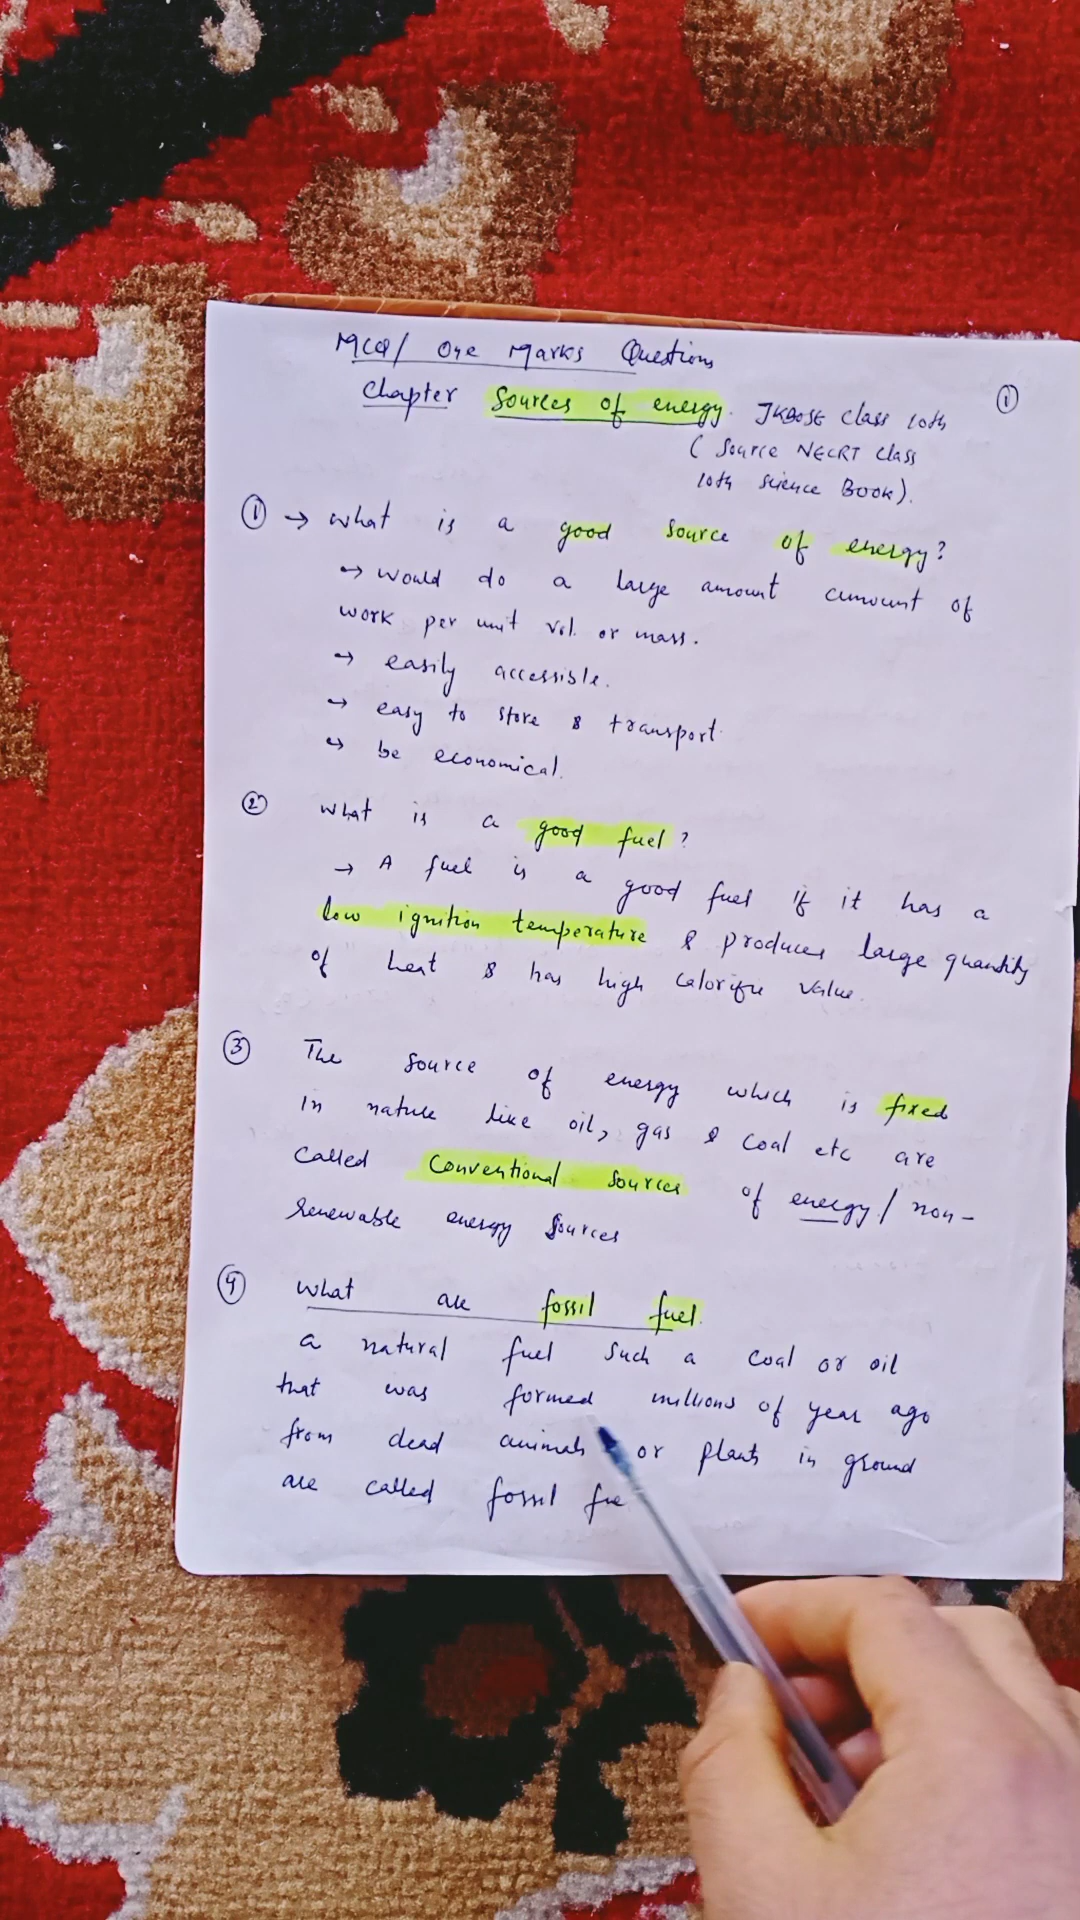 MCQ/ One Marks Questions
①
Chapter Sources of energy. JKBOSE Class 10th
( Source NECRT Class
10th Science Book).
① → What is a good source of energy?
↪ would do a large amount amount of
work per unit vol. or mass.
↪ easily accessible.
↪ easy to store & transport.
↪ be economical.
② What is a good fuel?
→ A fuel is a good fuel if it has a
low ignition temperature & produces large quantity
of heat & has high calorific value.
③ The source of energy which is fixed
in nature like oil, gas & coal etc are
called Conventional sources of energy / non-
renewable energy sources
④ What are fossil fuel.
a natural fuel such a coal or oil
that was formed millions of year ago
from dead animals or plants in ground
are called fossil